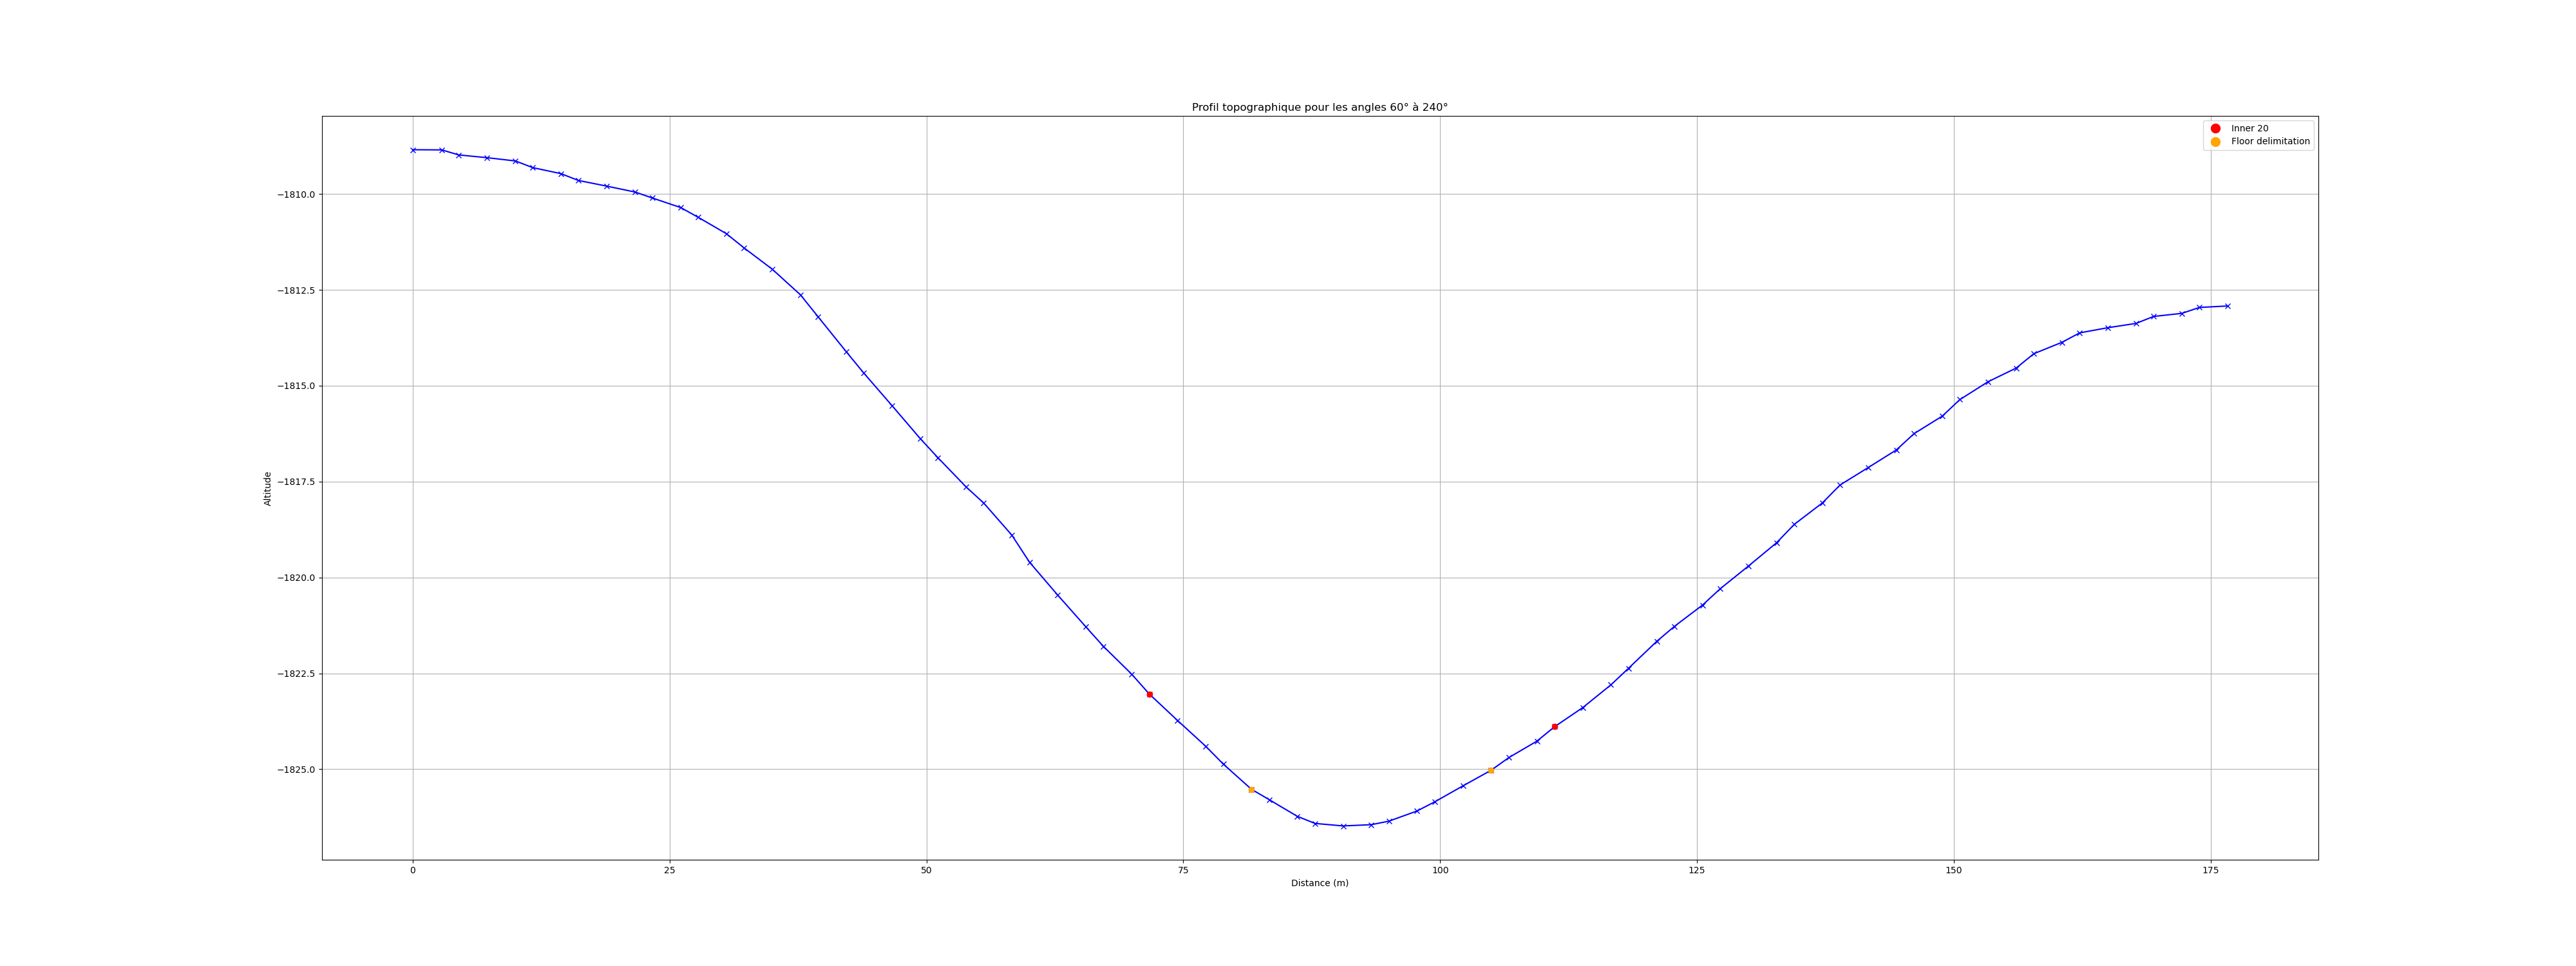 Profil topographique pour les angles 60° à 240°
Inner 20
Floor delimitation
Altitude
−1810.0
−1812.5
−1815.0
−1817.5
−1820.0
−1822.5
−1825.0
0 25 50 75 100 125 150 175
Distance (m)